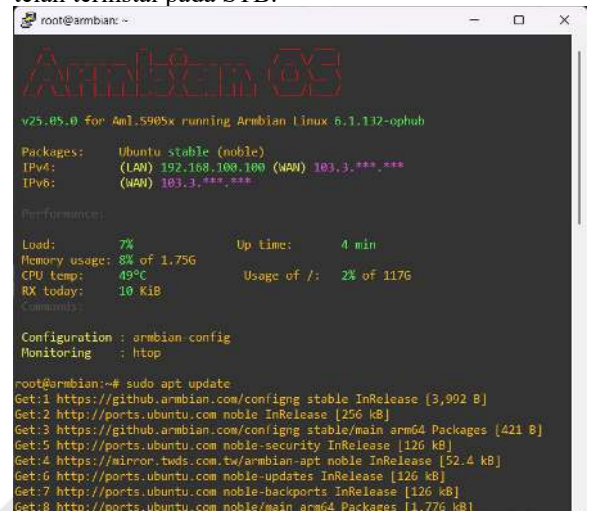 telah terinstal pada STB.
root@armbian: ~
Armbian OS
v25.05.0 for Aml.S905x running Armbian Linux 6.1.132-ophub
Packages: Ubuntu stable (noble)
IPv4: (LAN) 192.168.100.100 (WAN) 103.3.***.***
IPv6: (WAN) 103.3.***.***
Performance:
Load: 7% Up time: 4 min
Memory usage: 8% of 1.75G
CPU temp: 49°C Usage of /: 2% of 117G
RX today: 10 KiB
Commands:
Configuration : armbian-config
Monitoring : htop
root@armbian:~# sudo apt update
Get:1 https://github.armbian.com/configng stable InRelease [3,992 B]
Get:2 http://ports.ubuntu.com noble InRelease [256 kB]
Get:3 https://github.armbian.com/configng stable/main arm64 Packages [421 B]
Get:5 http://ports.ubuntu.com noble-security InRelease [126 kB]
Get:4 https://mirror.twds.com.tw/armbian-apt noble InRelease [52.4 kB]
Get:6 http://ports.ubuntu.com noble-updates InRelease [126 kB]
Get:7 http://ports.ubuntu.com noble-backports InRelease [126 kB]
Get:8 http://ports.ubuntu.com noble/main arm64 Packages [1,776 kB]